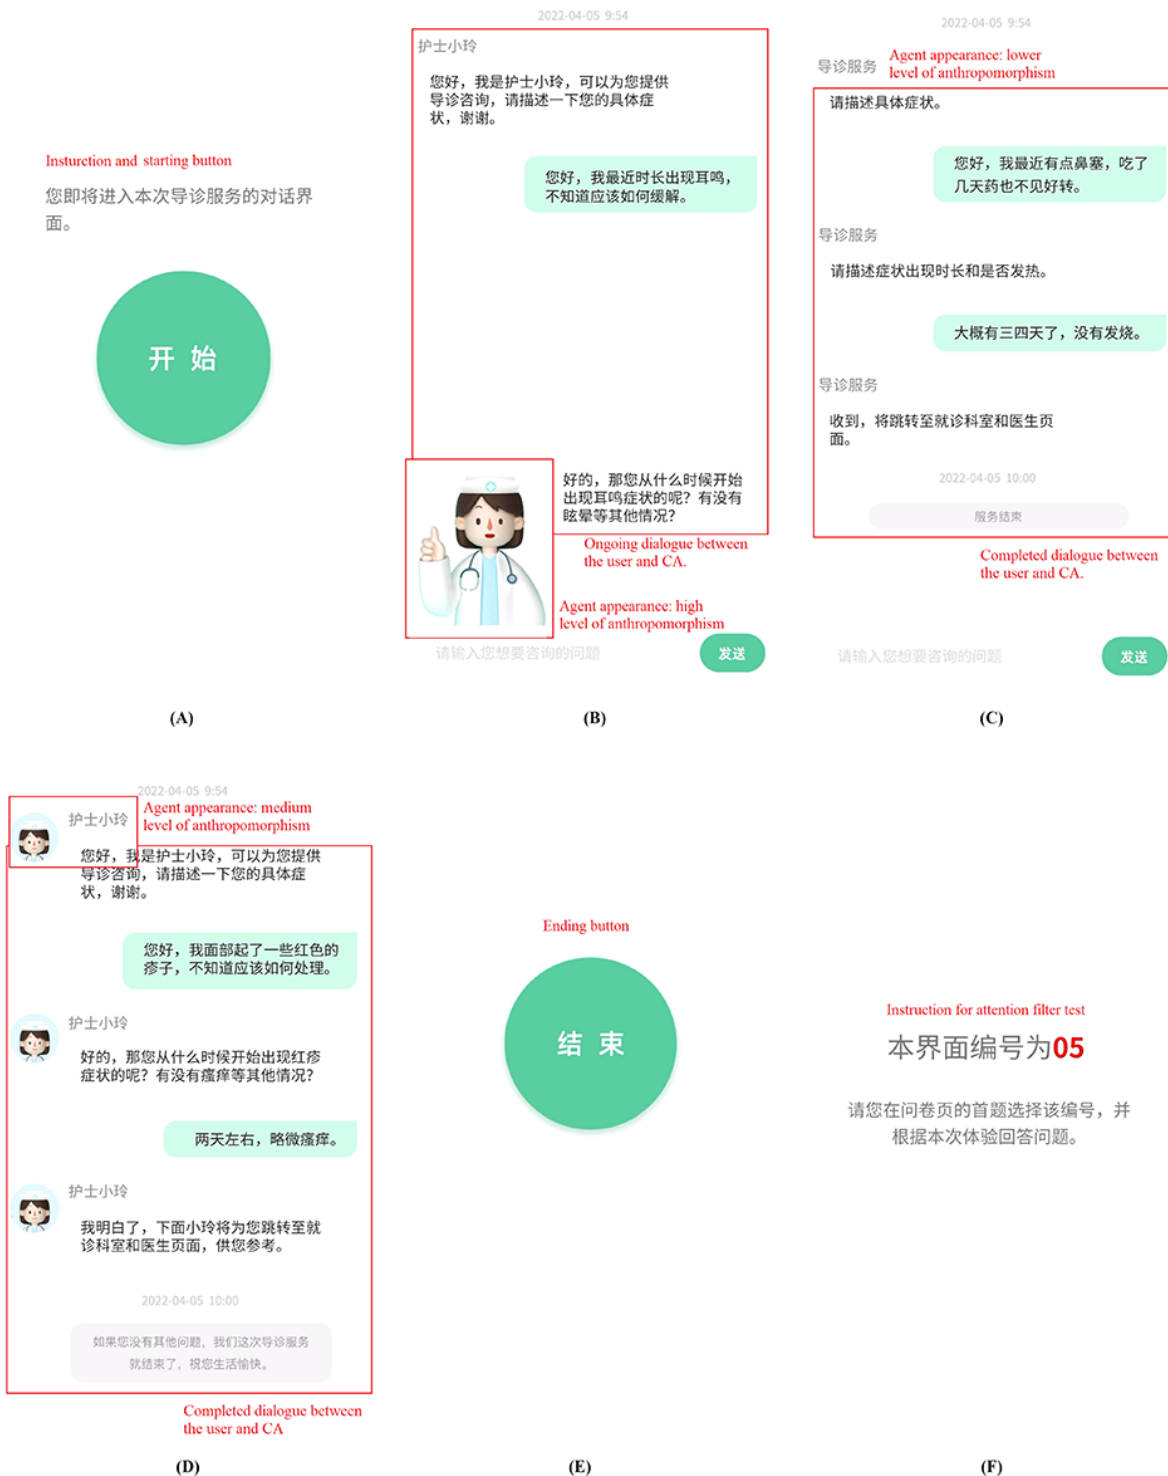 Insturction and starting button
您即将进入本次导诊服务的对话界
面。
开 始
(A)
2022-04-05 9:54
护士小玲
您好，我是护士小玲，可以为您提供
导诊咨询，请描述一下您的具体症
状，谢谢。
您好，我最近时长出现耳鸣，
不知道应该如何缓解。
好的，那您从什么时候开始
出现耳鸣症状的呢？有没有
眩晕等其他情况？
Ongoing dialogue between
the user and CA.
Agent appearance: high
level of anthropomorphism
请输入您想要咨询的问题
发送
(B)
2022-04-05 9:54
导诊服务
Agent appearance: lower
level of anthropomorphism
请描述具体症状。
您好，我最近有点鼻塞，吃了
几天药也不见好转。
导诊服务
请描述症状出现时长和是否发热。
大概有三四天了，没有发烧。
导诊服务
收到，将跳转至就诊科室和医生页
面。
2022-04-05 10:00
服务结束
Completed dialogue between
the user and CA.
请输入您想要咨询的问题
发送
(C)
2022-04-05 9:54
Agent appearance: medium
level of anthropomorphism
护士小玲
您好，我是护士小玲，可以为您提供
导诊咨询，请描述一下您的具体症
状，谢谢。
您好，我面部起了一些红色的
疹子，不知道应该如何处理。
护士小玲
好的，那您从什么时候开始出现红疹
症状的呢？有没有瘙痒等其他情况？
两天左右，略微瘙痒。
护士小玲
我明白了，下面小玲将为您跳转至就
诊科室和医生页面，供您参考。
2022-04-05 10:00
如果您没有其他问题，我们这次导诊服务
就结束了，祝您生活愉快。
Completed dialogue between
the user and CA
(D)
Ending button
结 束
(E)
Instruction for attention filter test
本界面编号为05
请您在问卷页的首题选择该编号，并
根据本次体验回答问题。
(F)